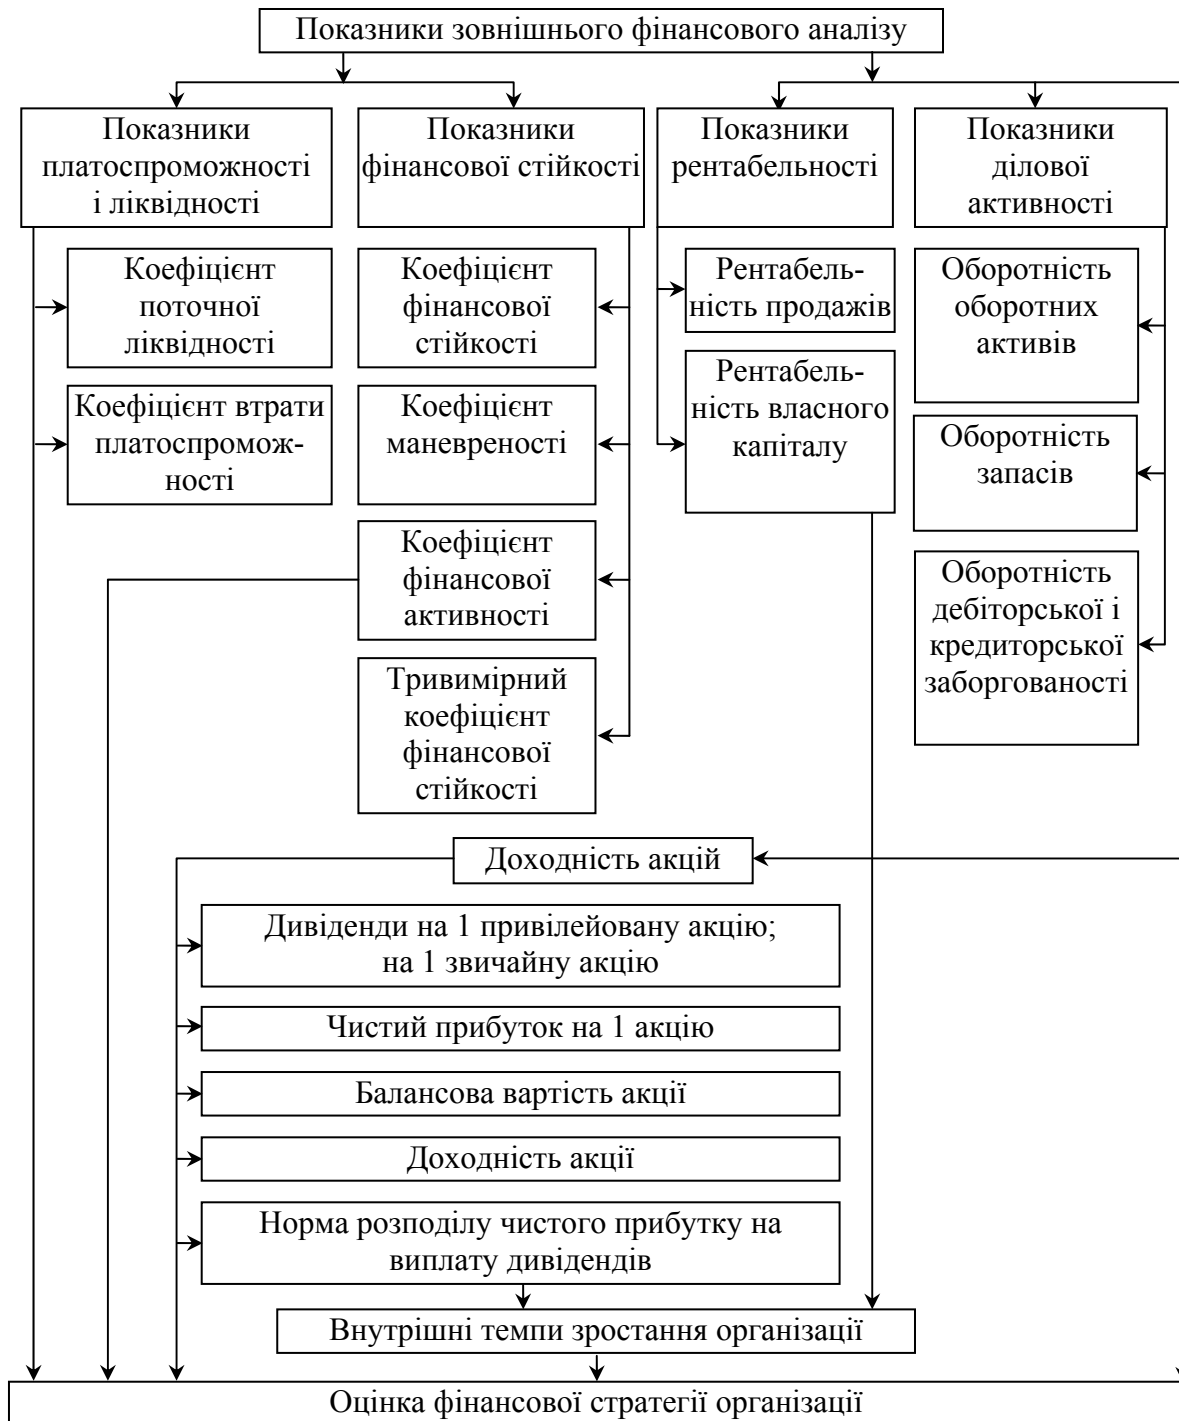 Показники зовнішнього фінансового аналізу
Показники
платоспроможності
і ліквідності
Показники
фінансової стійкості
Показники
рентабельності
Показники
ділової
активності
Коефіцієнт
поточної
ліквідності
Коефіцієнт втрати
платоспромож-
ності
Коефіцієнт
фінансової
стійкості
Коефіцієнт
маневреності
Коефіцієнт
фінансової
активності
Тривимірний
коефіцієнт
фінансової
стійкості
Рентабель-
ність продажів
Рентабель-
ність власного
капіталу
Оборотність
оборотних
активів
Оборотність
запасів
Оборотність
дебіторської і
кредиторської
заборгованості
Доходність акцій
Дивіденди на 1 привілейовану акцію;
на 1 звичайну акцію
Чистий прибуток на 1 акцію
Балансова вартість акції
Доходність акції
Норма розподілу чистого прибутку на
виплату дивідендів
Внутрішні темпи зростання організації
Оцінка фінансової стратегії організації